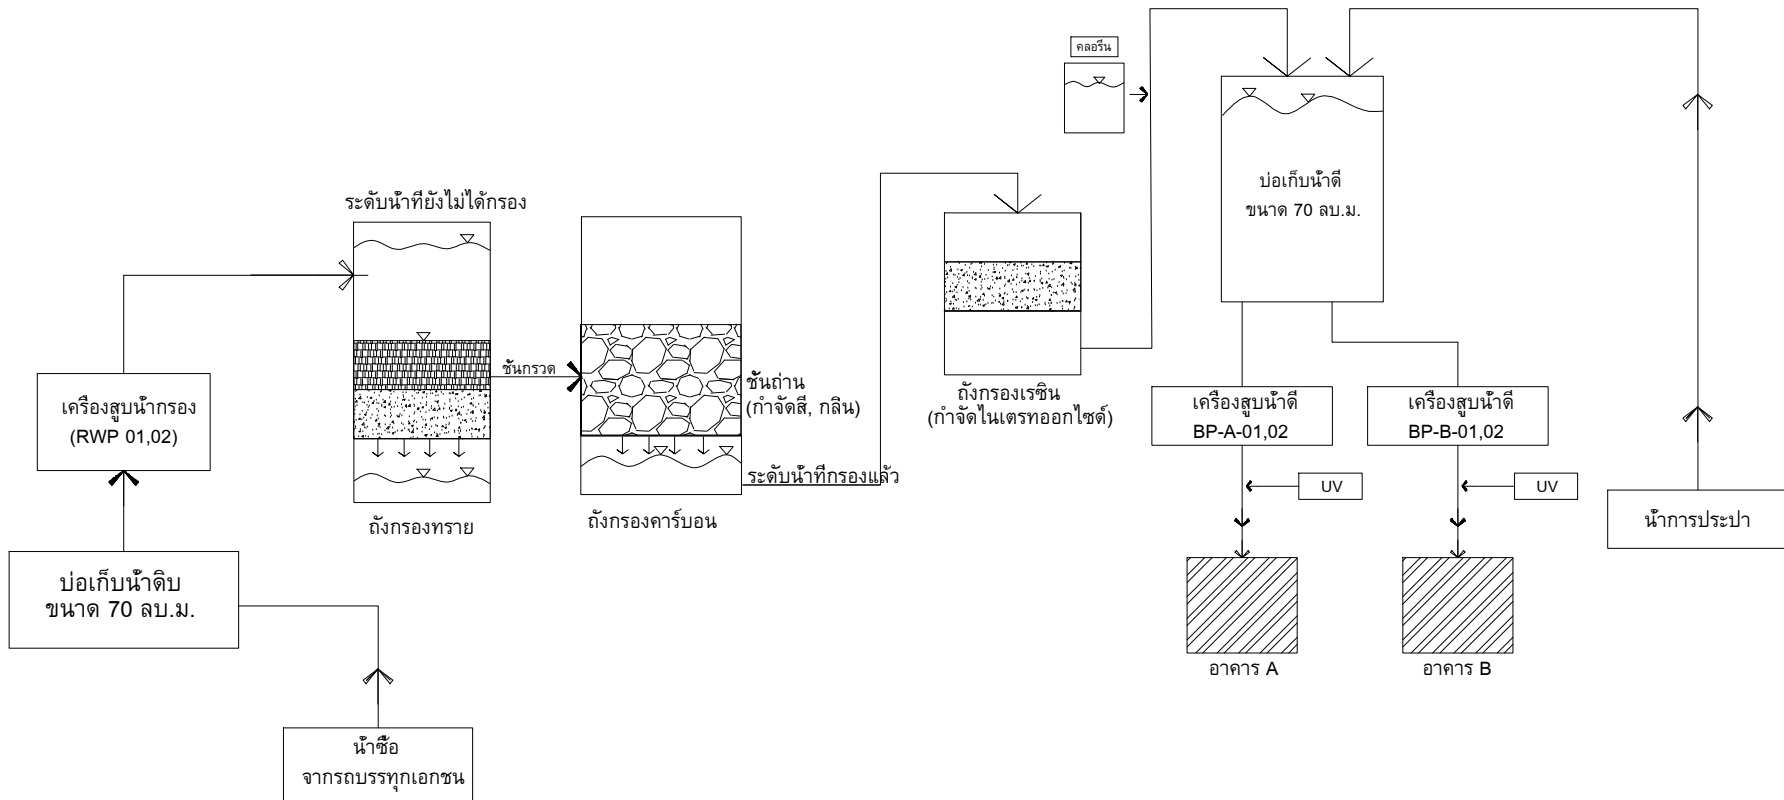 คลอรีน
บ่อเก็บน้ำดี
ขนาด 70 ลบ.ม.
ระดับน้ำที่ยังไม่ได้กรอง
ชั้นกรวด
ชั้นถ่าน
(กำจัดสี, กลิ่น)
ระดับน้ำที่กรองแล้ว
ถังกรองเรซิน
(กำจัดไนเตรทออกไซด์)
เครื่องสูบน้ำกรอง
(RWP 01,02)
เครื่องสูบน้ำดี
BP-A-01,02
เครื่องสูบน้ำดี
BP-B-01,02
UV
UV
น้ำการประปา
ถังกรองทราย
ถังกรองคาร์บอน
บ่อเก็บน้ำดิบ
ขนาด 70 ลบ.ม.
อาคาร A
อาคาร B
น้ำซื้อ
จากรถบรรทุกเอกชน